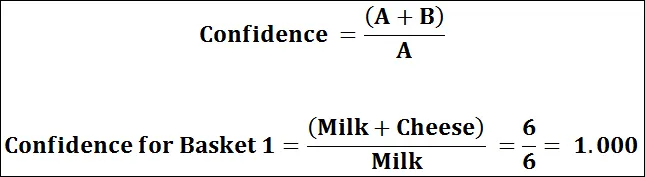 Confidence = (A + B) / A
Confidence for Basket 1 = (Milk + Cheese) / Milk = 6 / 6 = 1.000